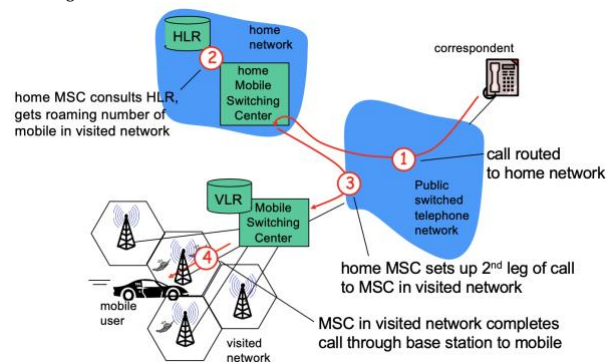 HLR
home
network
2
correspondent
home
Mobile
Switching
Center
home MSC consults HLR,
gets roaming number of
mobile in visited network
1
call routed
to home network
3
Public
switched
telephone
network
VLR
Mobile
Switching
Center
4
home MSC sets up 2nd leg of call
to MSC in visited network
mobile
user
MSC in visited network completes
call through base station to mobile
visited
network